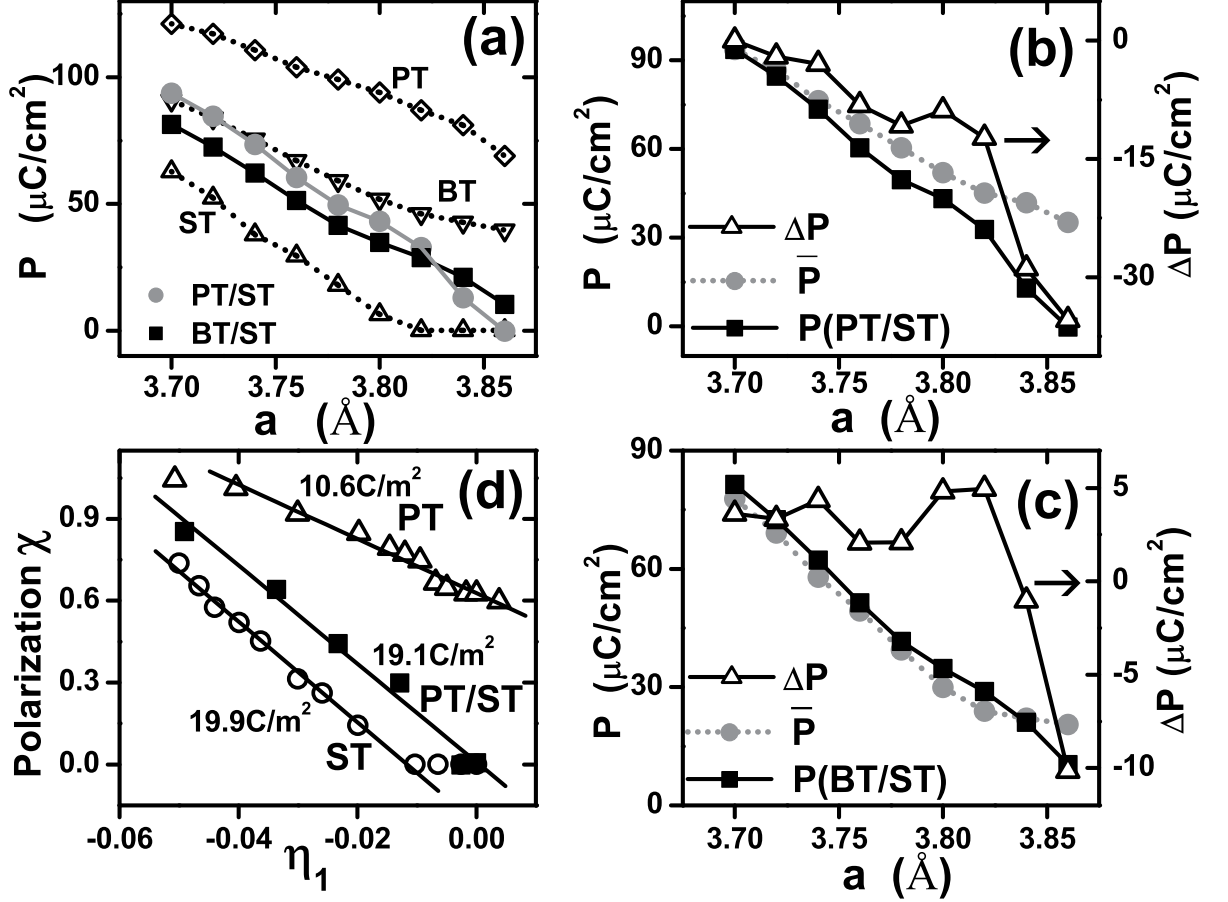 (a)
100
50
0
P (μC/cm²)
PT
BT
ST
PT/ST
BT/ST
3.70 3.75 3.80 3.85
a (Å)
(b)
90
60
30
0
P (μC/cm²)
0
-15
-30
ΔP (μC/cm²)
ΔP
P̅
P(PT/ST)
3.70 3.75 3.80 3.85
a (Å)
(d)
0.9
0.6
0.3
0.0
Polarization χ
10.6C/m²
PT
19.1C/m²
PT/ST
19.9C/m²
ST
-0.06 -0.04 -0.02 0.00
η₁
(c)
90
60
30
0
P (μC/cm²)
5
0
-5
-10
ΔP (μC/cm²)
ΔP
P̅
P(BT/ST)
3.70 3.75 3.80 3.85
a (Å)